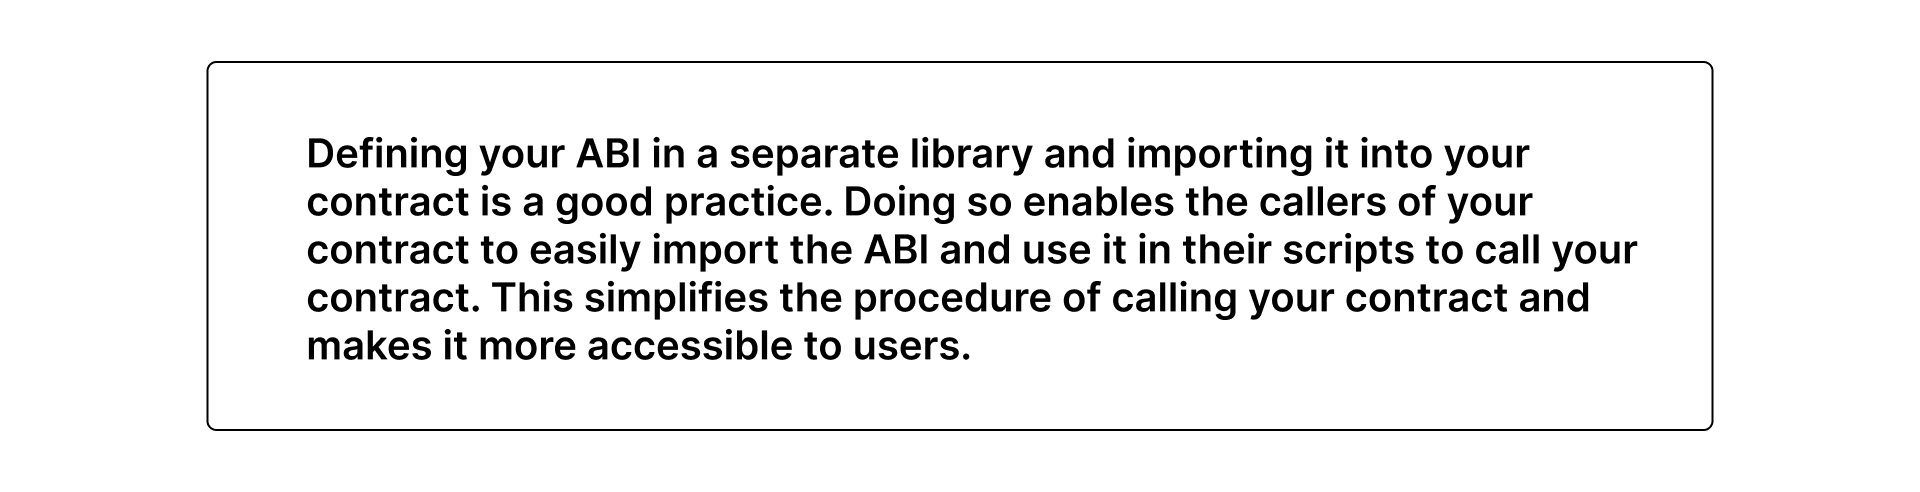 Defining your ABI in a separate library and importing it into your
contract is a good practice. Doing so enables the callers of your
contract to easily import the ABI and use it in their scripts to call your
contract. This simplifies the procedure of calling your contract and
makes it more accessible to users.